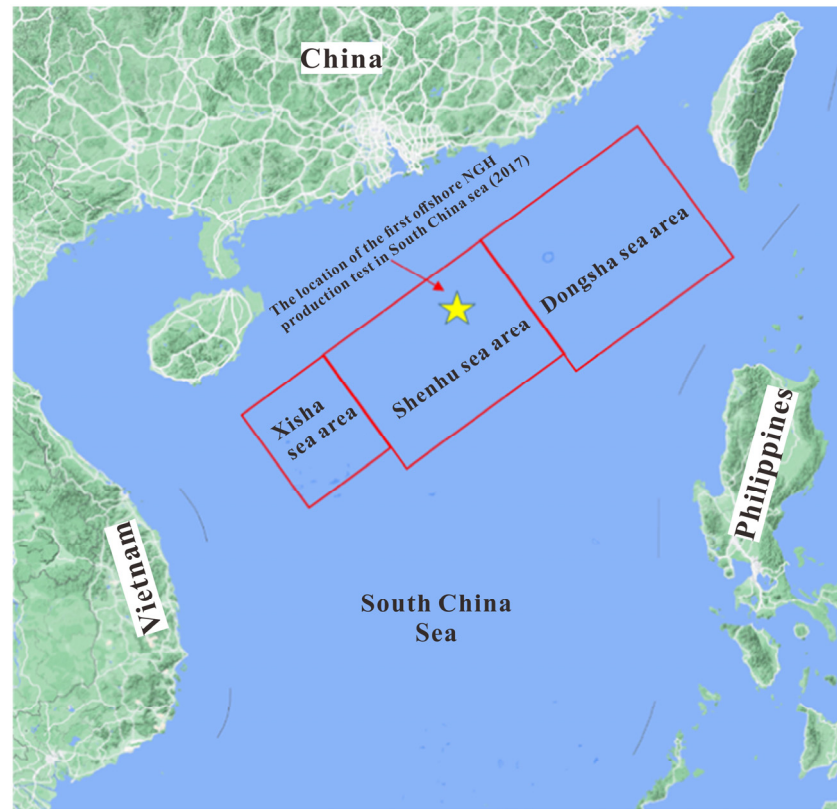 China
The location of the first offshore NGH
production test in South China sea (2017)
Dongsha sea area
Shenhu sea area
Xisha
sea area
Philippines
Vietnam
South China
Sea